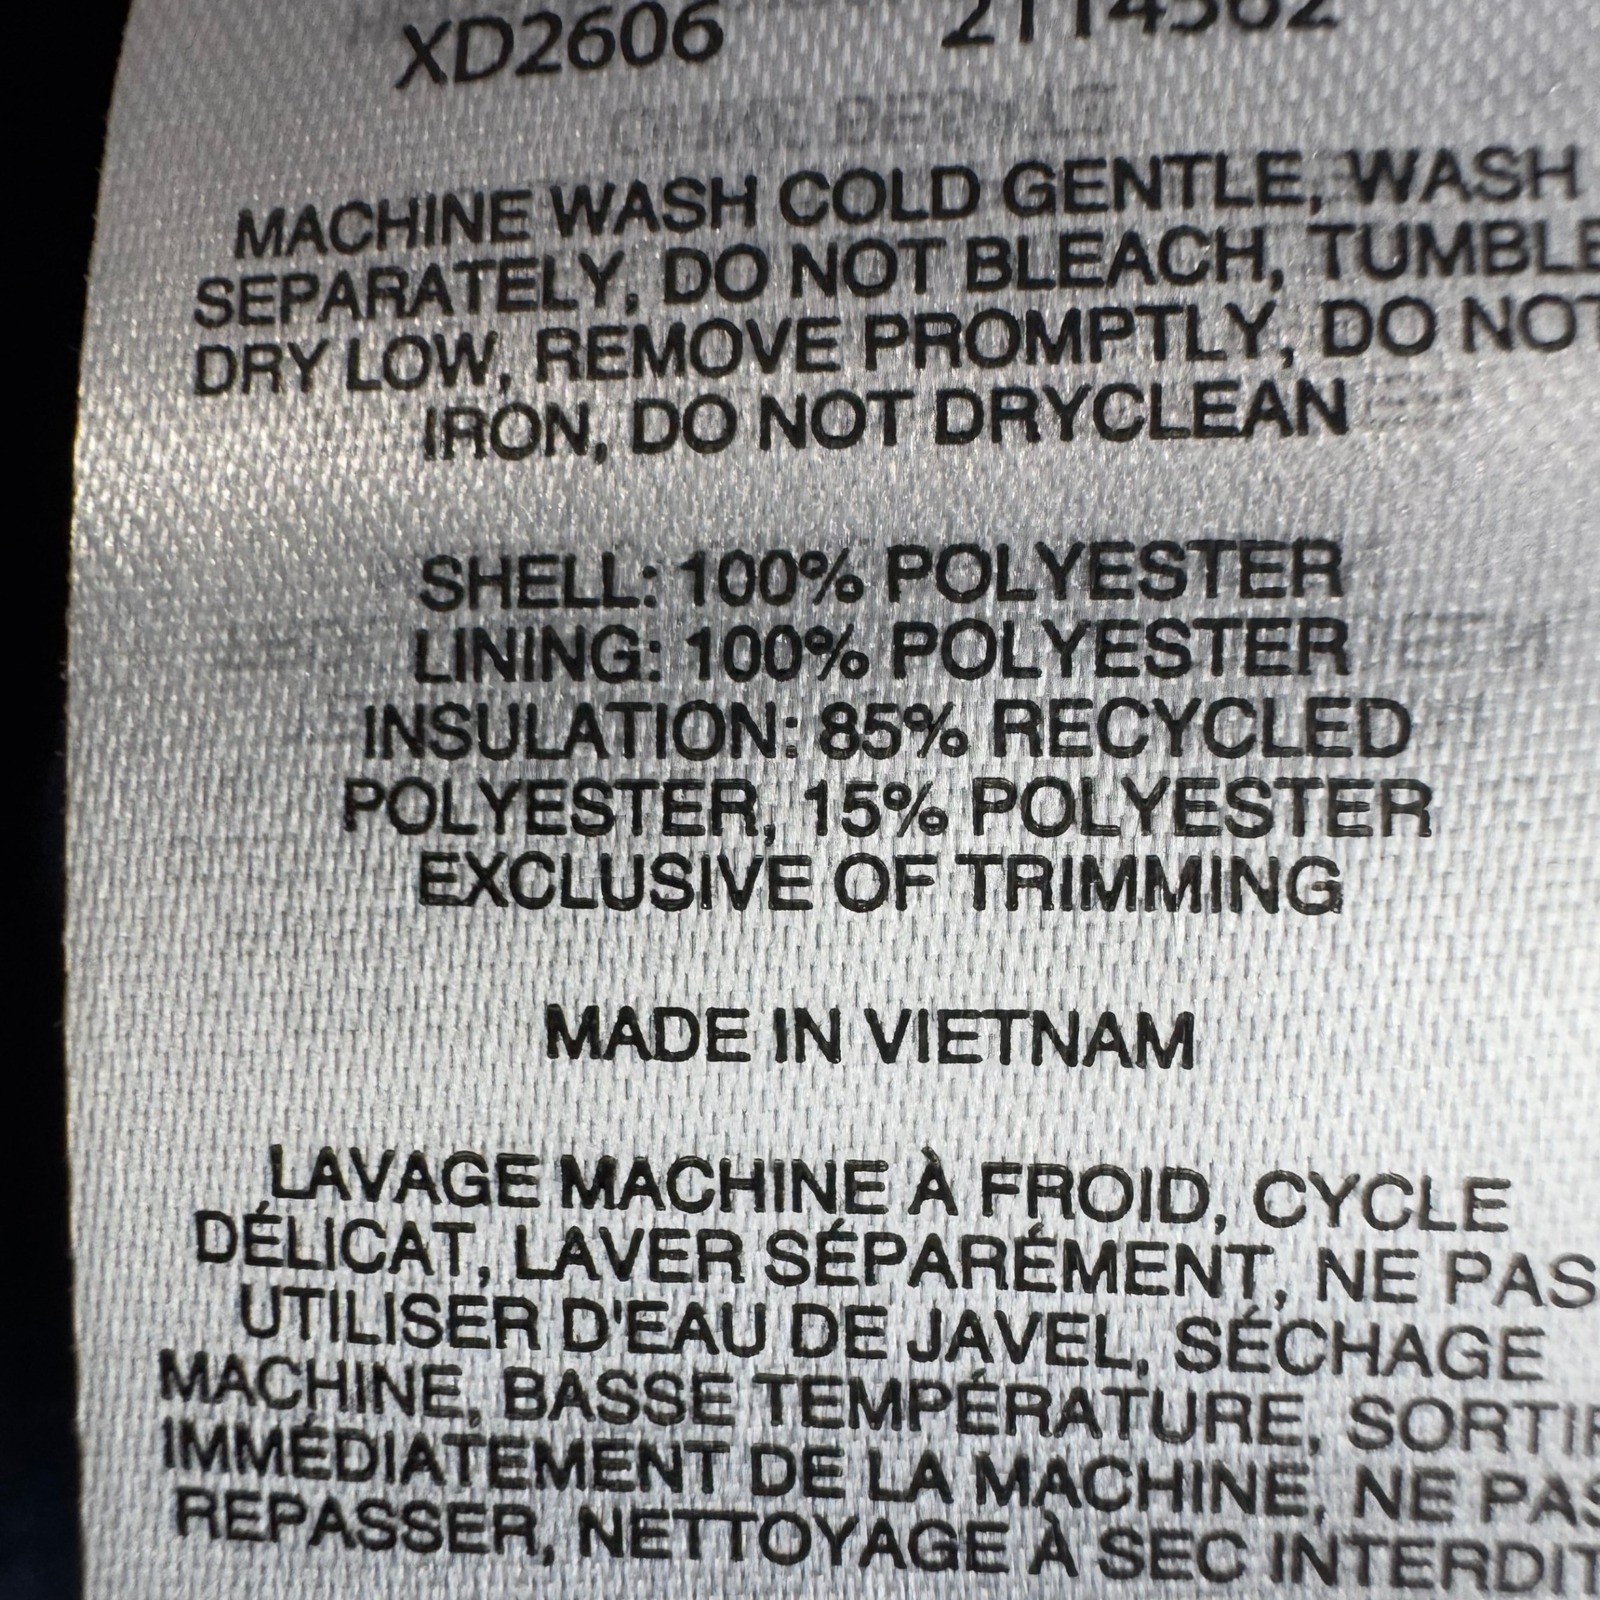 XD2606 2114562
MACHINE WASH COLD GENTLE, WASH
SEPARATELY, DO NOT BLEACH, TUMBLE
DRY LOW, REMOVE PROMPTLY, DO NOT
IRON, DO NOT DRYCLEAN
SHELL: 100% POLYESTER
LINING: 100% POLYESTER
INSULATION: 85% RECYCLED
POLYESTER, 15% POLYESTER
EXCLUSIVE OF TRIMMING
MADE IN VIETNAM
LAVAGE MACHINE À FROID, CYCLE
DÉLICAT, LAVER SÉPARÉMENT, NE PAS
UTILISER D'EAU DE JAVEL, SÉCHAGE
MACHINE, BASSE TEMPÉRATURE, SORTIR
IMMÉDIATEMENT DE LA MACHINE, NE PAS
REPASSER, NETTOYAGE À SEC INTERDIT